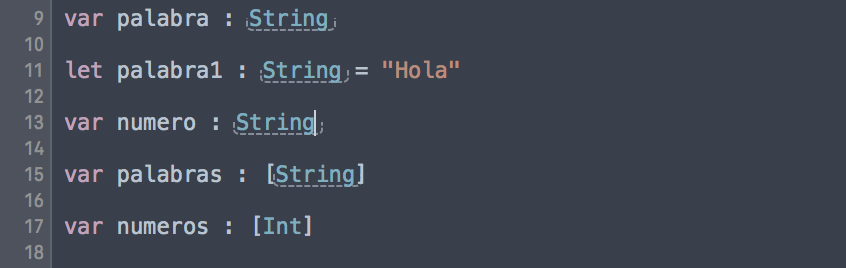 9 var palabra : String
10
11 let palabra1 : String = "Hola"
12
13 var numero : String
14
15 var palabras : [String]
16
17 var numeros : [Int]
18